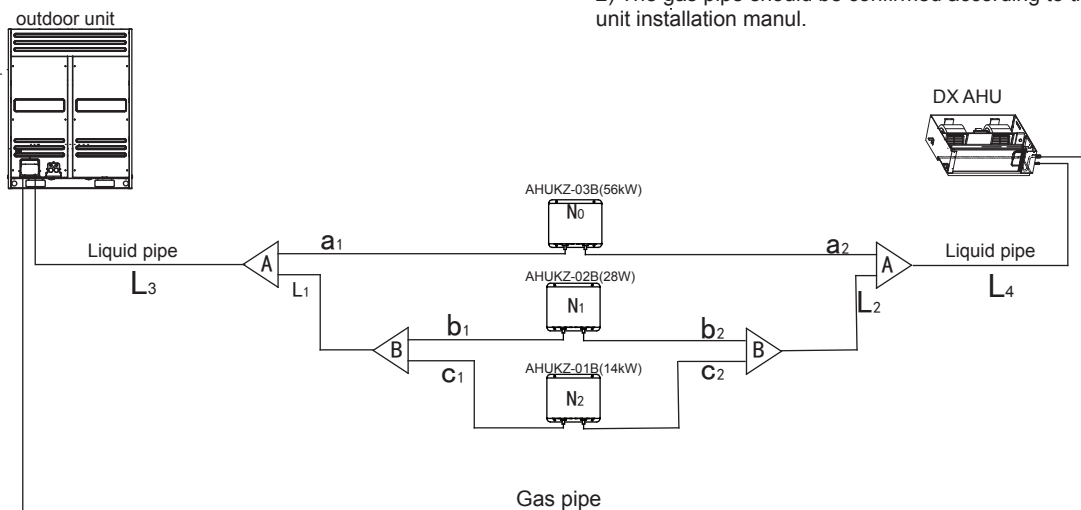 2) The gas pipe should be confirmed according to
unit installation manul.
outdoor unit
DX AHU
AHUKZ-03B(56kW)
N0
a1
a2
Liquid pipe
A
A
Liquid pipe
L3
L1
AHUKZ-02B(28W)
L2
L4
N1
b1
b2
B
B
c1
AHUKZ-01B(14kW)
c2
N2
Gas pipe